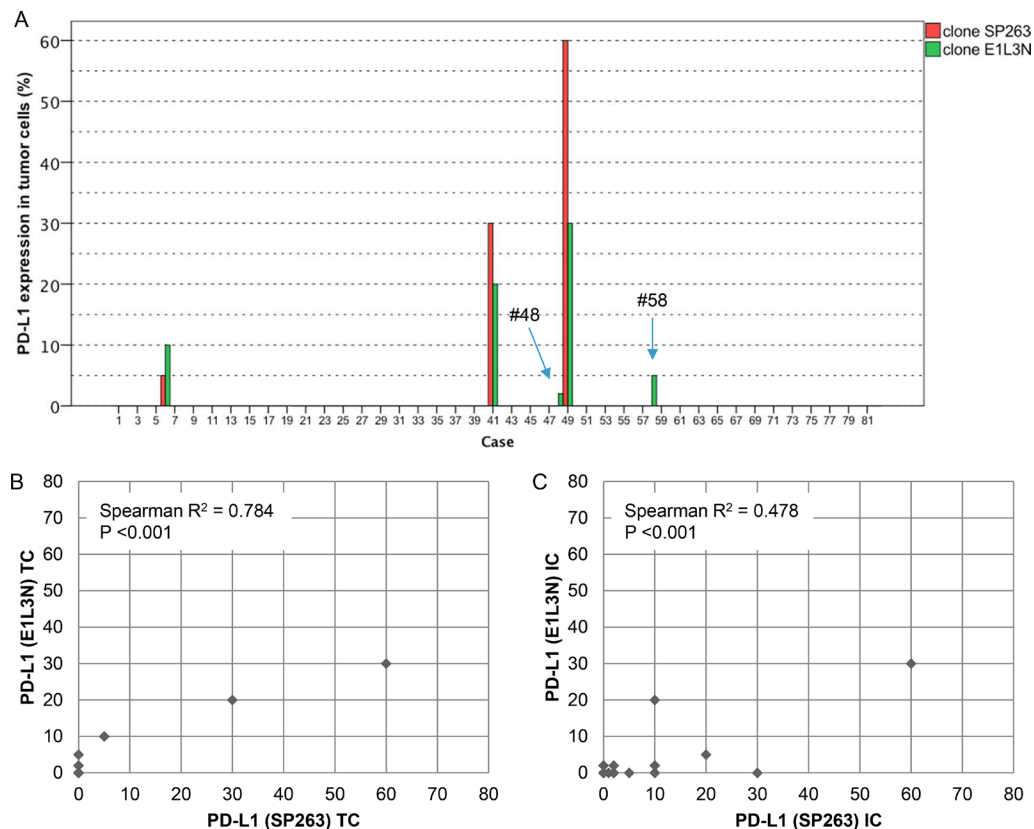 A
clone SP263
clone E1L3N
PD-L1 expression in tumor cells (%)
60
50
40
30
20
10
0
#48
#58
1 3 5 7 9 11 13 15 17 19 21 23 25 27 29 31 33 35 37 39 41 43 45 47 49 51 53 55 57 59 61 63 65 67 69 71 73 75 77 79 81
Case
B
Spearman R² = 0.784
P <0.001
PD-L1 (E1L3N) TC
80
70
60
50
40
30
20
10
0
0 10 20 30 40 50 60 70 80
PD-L1 (SP263) TC
C
Spearman R² = 0.478
P <0.001
PD-L1 (E1L3N) IC
80
70
60
50
40
30
20
10
0
0 10 20 30 40 50 60 70 80
PD-L1 (SP263) IC